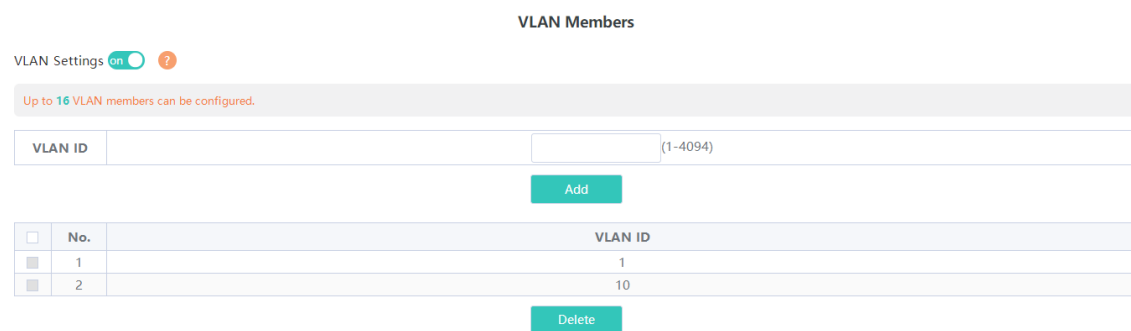 VLAN Members
VLAN Settings on ?
Up to 16 VLAN members can be configured.
VLAN ID (1-4094)
Add
No. VLAN ID
1 1
2 10
Delete